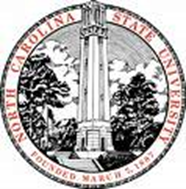 NORTH CAROLINA STATE UNIVERSITY
FOUNDED MARCH 7, 1887